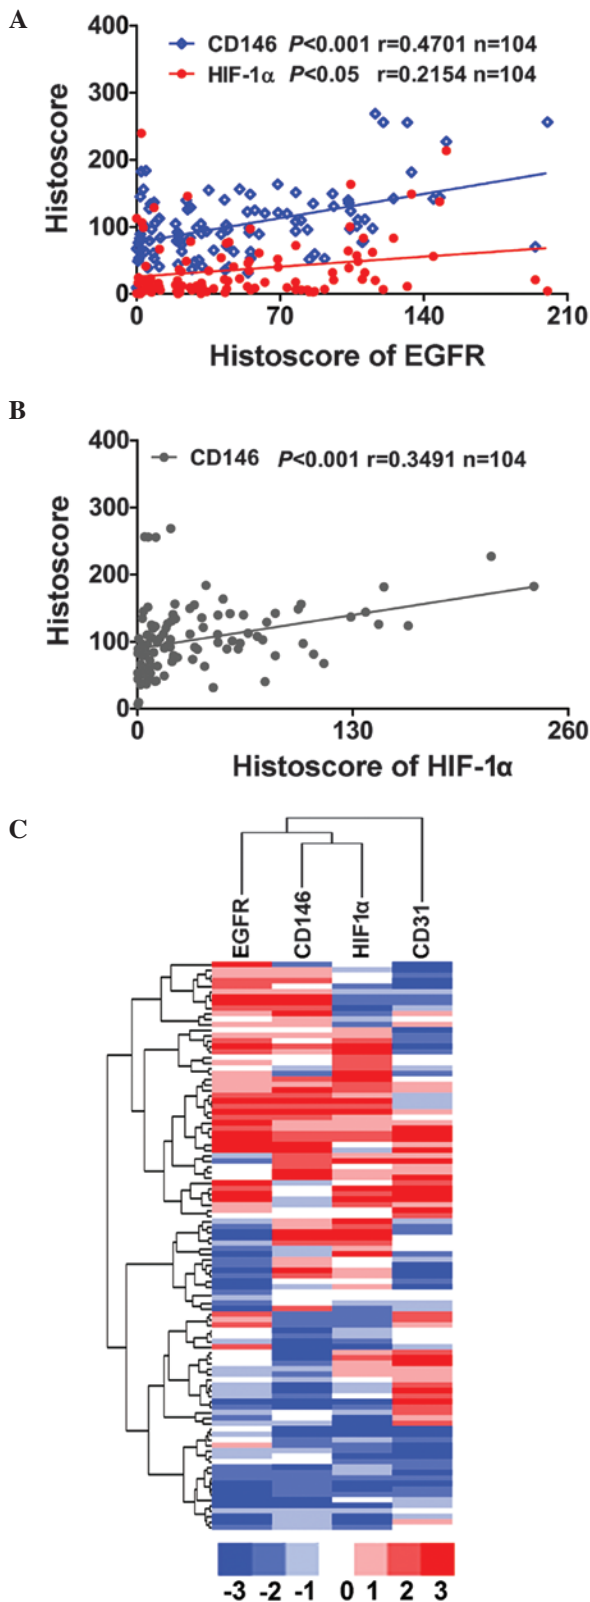 A
400
300
200
100
0
Histoscore
CD146 P<0.001 r=0.4701 n=104
HIF-1α P<0.05 r=0.2154 n=104
0 70 140 210
Histoscore of EGFR
B
400
300
200
100
0
Histoscore
CD146 P<0.001 r=0.3491 n=104
0 130 260
Histoscore of HIF-1α
C
EGFR CD146 HIF1α CD31
-3 -2 -1 0 1 2 3